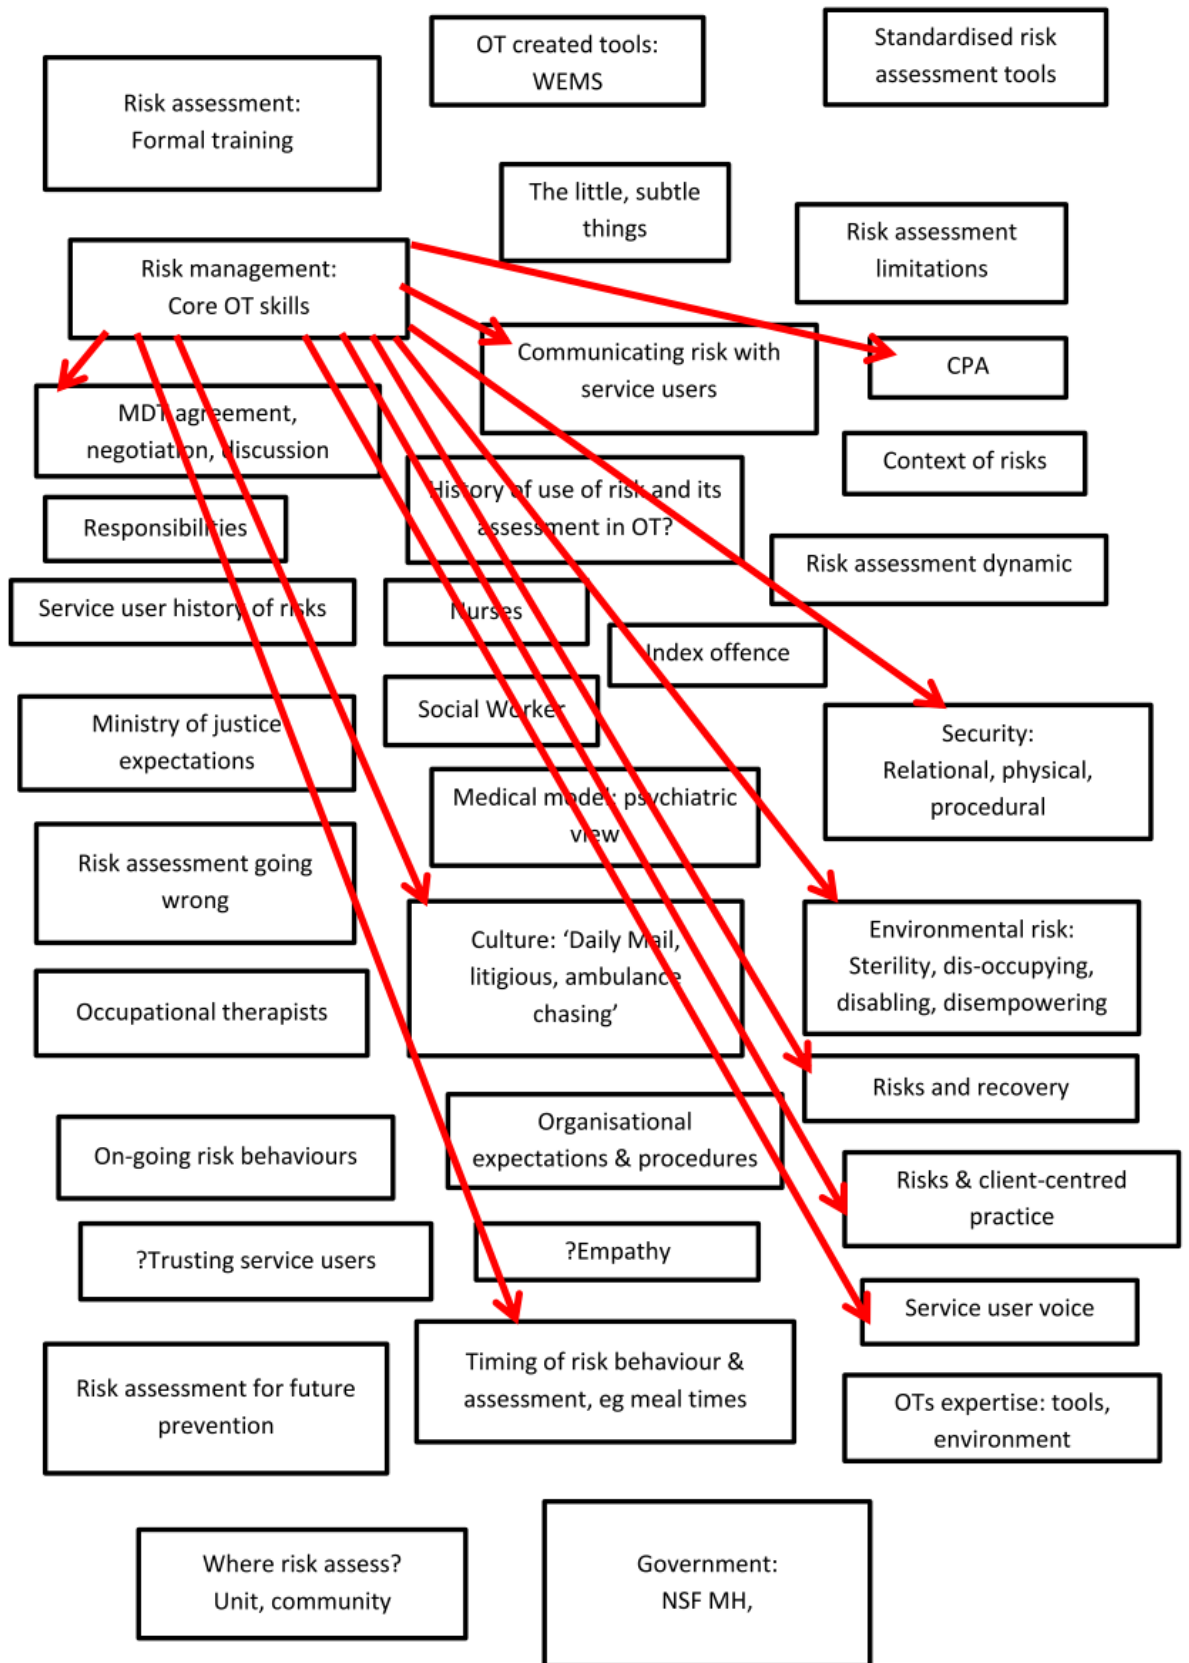 OT created tools:
WEMS
Standardised risk
assessment tools
Risk assessment:
Formal training
The little, subtle
things
Risk assessment
limitations
Risk management:
Core OT skills
Communicating risk with
service users
CPA
MDT agreement,
negotiation, discussion
Context of risks
History of use of risk and its
assessment in OT?
Responsibilities
Risk assessment dynamic
Service user history of risks
Nurses
Index offence
Social Worker
Ministry of justice
expectations
Security:
Relational, physical,
procedural
Medical model: psychiatric
view
Risk assessment going
wrong
Culture: ‘Daily Mail,
litigious, ambulance
chasing’
Environmental risk:
Sterility, dis-occupying,
disabling, disempowering
Occupational therapists
Risks and recovery
Organisational
expectations & procedures
On-going risk behaviours
Risks & client-centred
practice
?Trusting service users
?Empathy
Service user voice
Timing of risk behaviour &
assessment, eg meal times
Risk assessment for future
prevention
OTs expertise: tools,
environment
Where risk assess?
Unit, community
Government:
NSF MH,